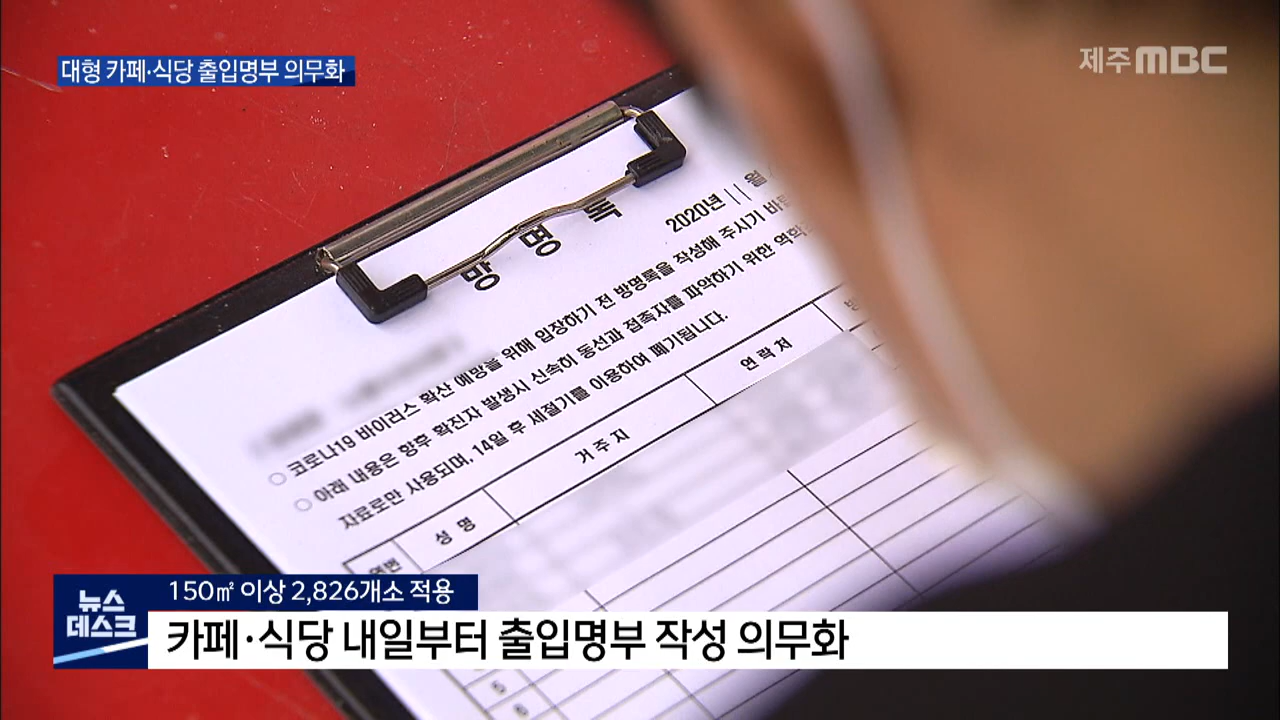 대형 카페·식당 출입명부 의무화
제주MBC
방 명 록
2020년 11 월
○ 코로나19 바이러스 확산 예방을 위해 입장하기 전 방명록을 작성해 주시기 바랍
○ 아래 내용은 향후 확진자 발생시 신속히 동선과 접촉자를 파악하기 위한 역학
자료로만 사용되며, 14일 후 세절기를 이용하여 폐기됩니다.
연번 성 명 거 주 지 연 락 처
5
6
뉴스
데스크
150㎡ 이상 2,826개소 적용
카페·식당 내일부터 출입명부 작성 의무화